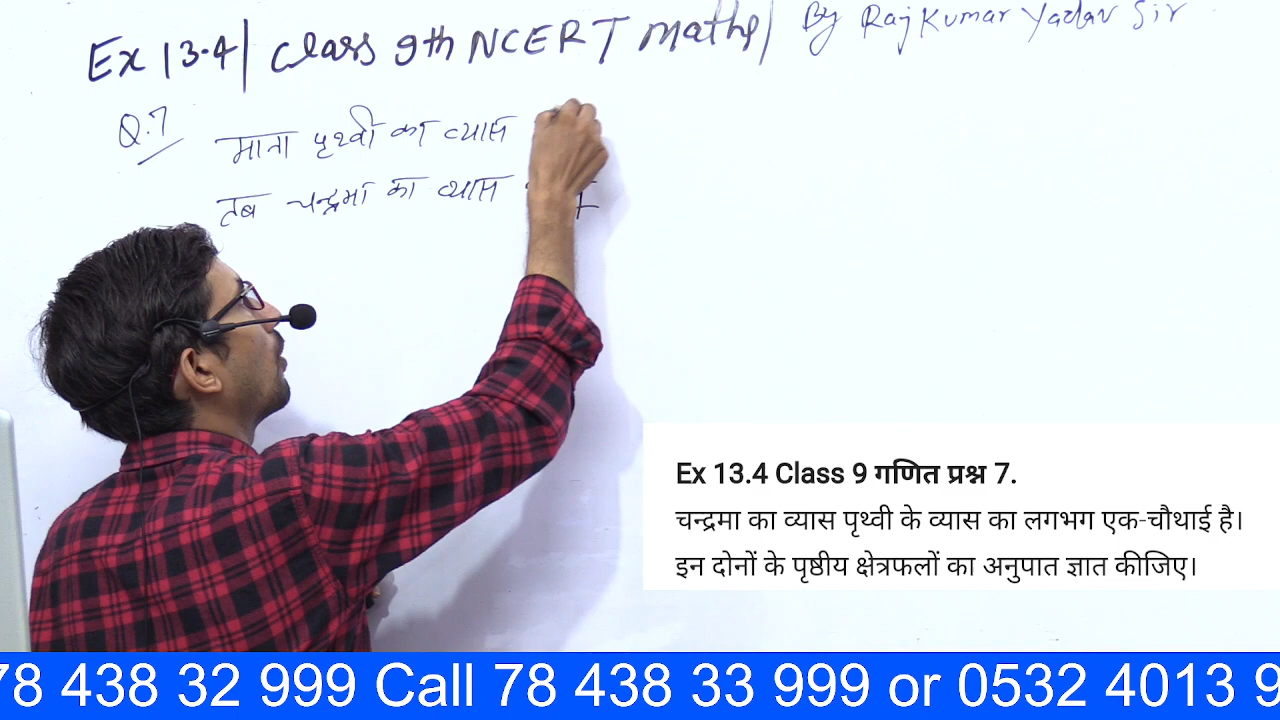 Ex 13.4| Class 9th NCERT maths| By RajKumar Yadav Sir
Q.7 माना पृथ्वी का व्यास
तब चन्द्रमा का व्यास
Ex 13.4 Class 9 गणित प्रश्न 7.
चन्द्रमा का व्यास पृथ्वी के व्यास का लगभग एक-चौथाई है।
इन दोनों के पृष्ठीय क्षेत्रफलों का अनुपात ज्ञात कीजिए।
78 438 32 999 Call 78 438 33 999 or 0532 4013 9